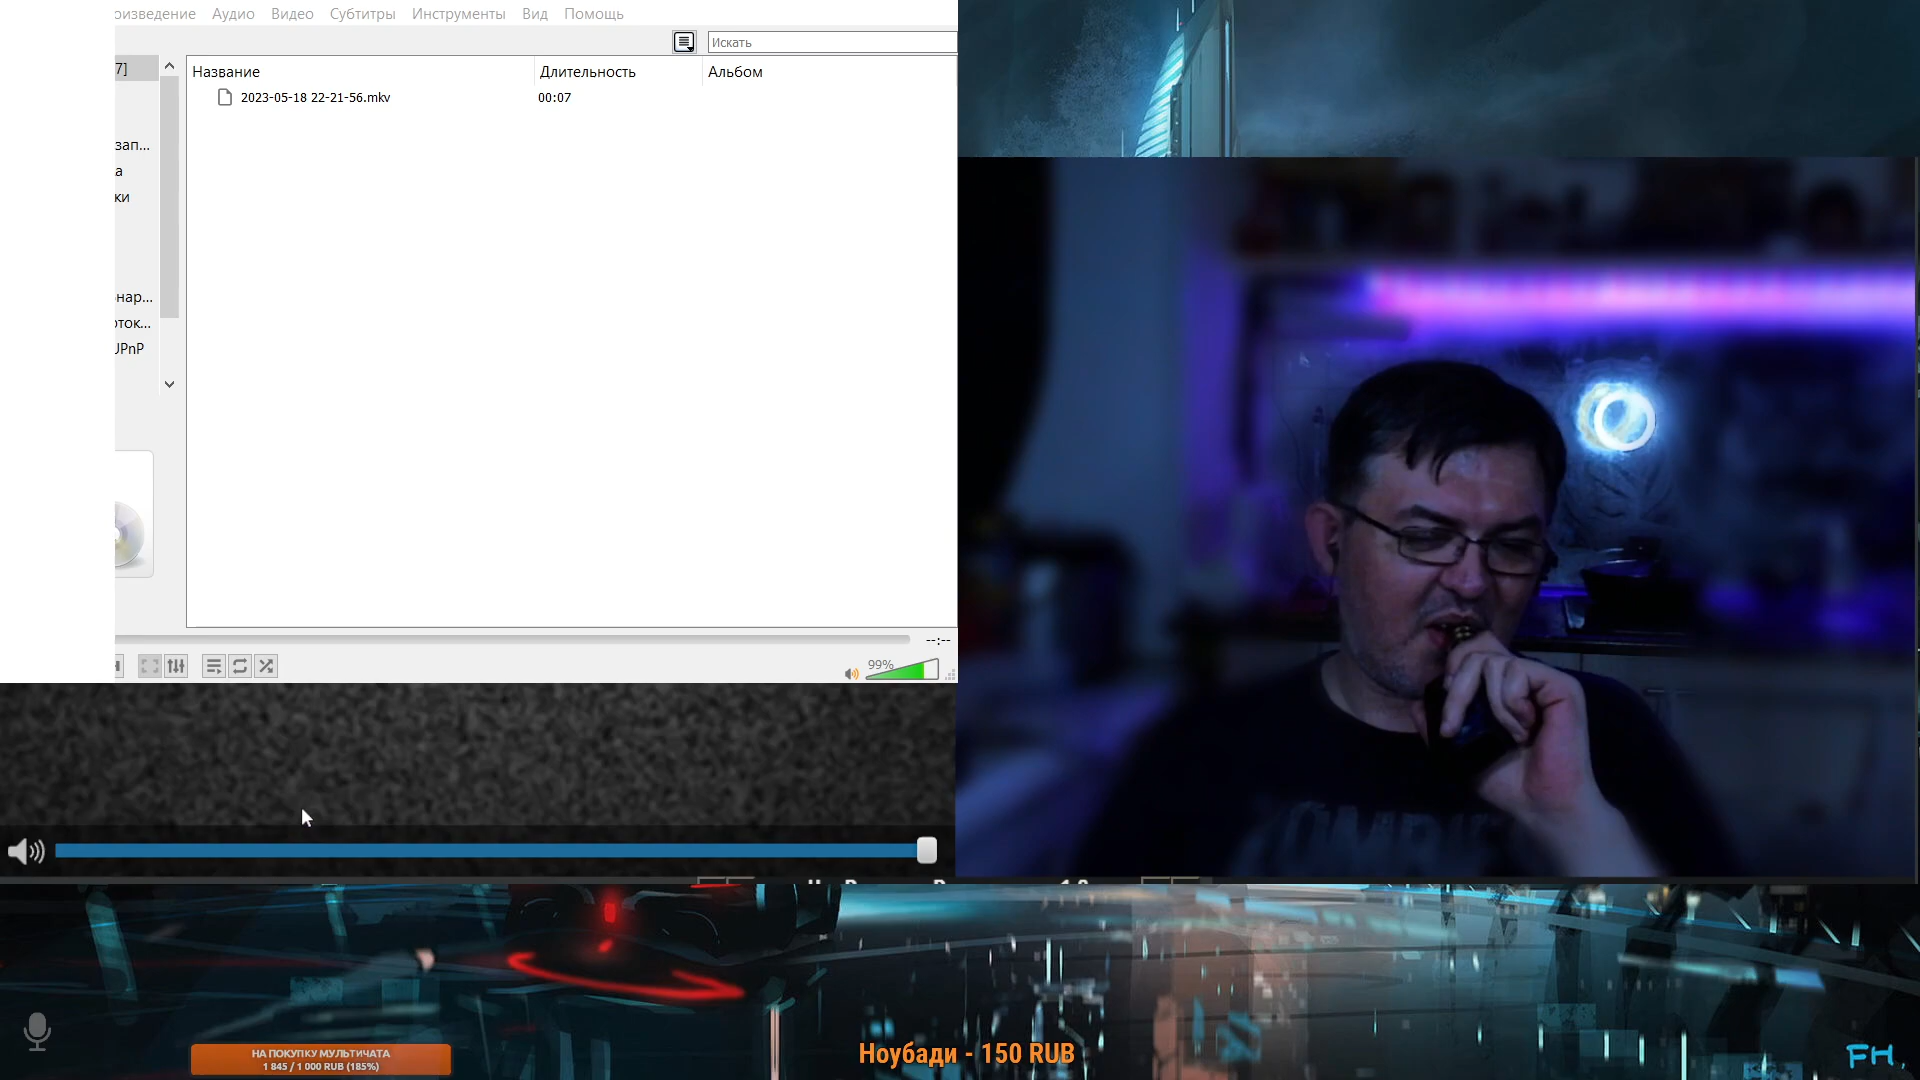 оизведение Аудио Видео Субтитры Инструменты Вид Помощь
Искать
7]
Название Длительность Альбом
2023-05-18 22-21-56.mkv 00:07
зап...
а
ки
нар...
оток...
JPnP
--:--
99%
НА ПОКУПКУ МУЛЬТИЧАТА
1 845 / 1 000 RUB (185%)
Ноубади - 150 RUB
FH,